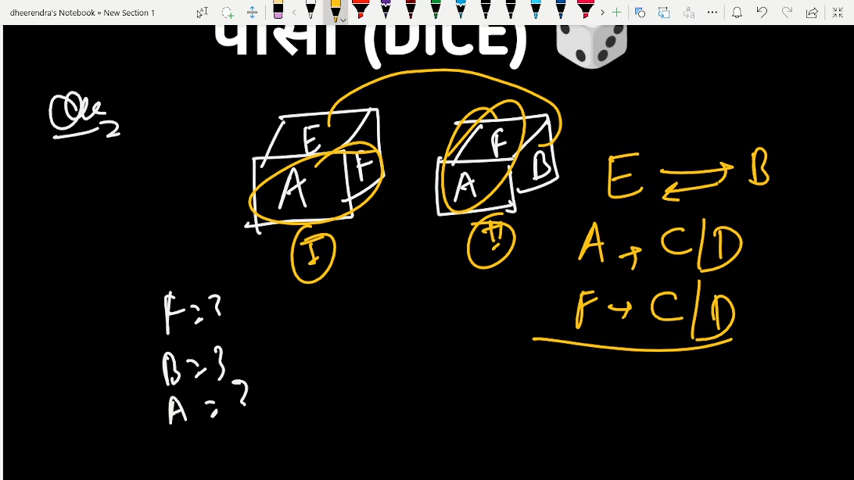 dheerendra's Notebook » New Section 1
पासा (DICE)
Que 2
E
A F
F
A B
I
II
E ⇄ B
A → C/D
F → C/D
F = ?
B = ?
A = ?